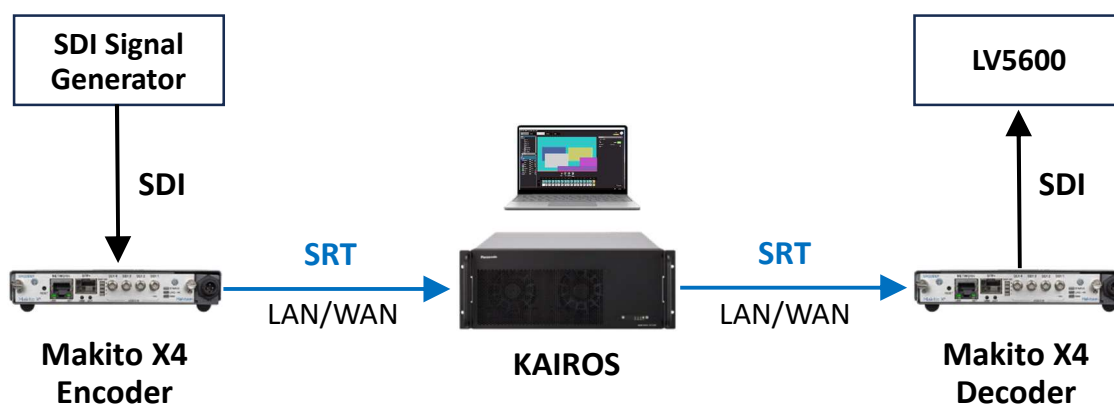 SDI Signal
Generator
LV5600
SDI
SDI
SRT
SRT
LAN/WAN
LAN/WAN
Makito X4
Encoder
KAIROS
Makito X4
Decoder